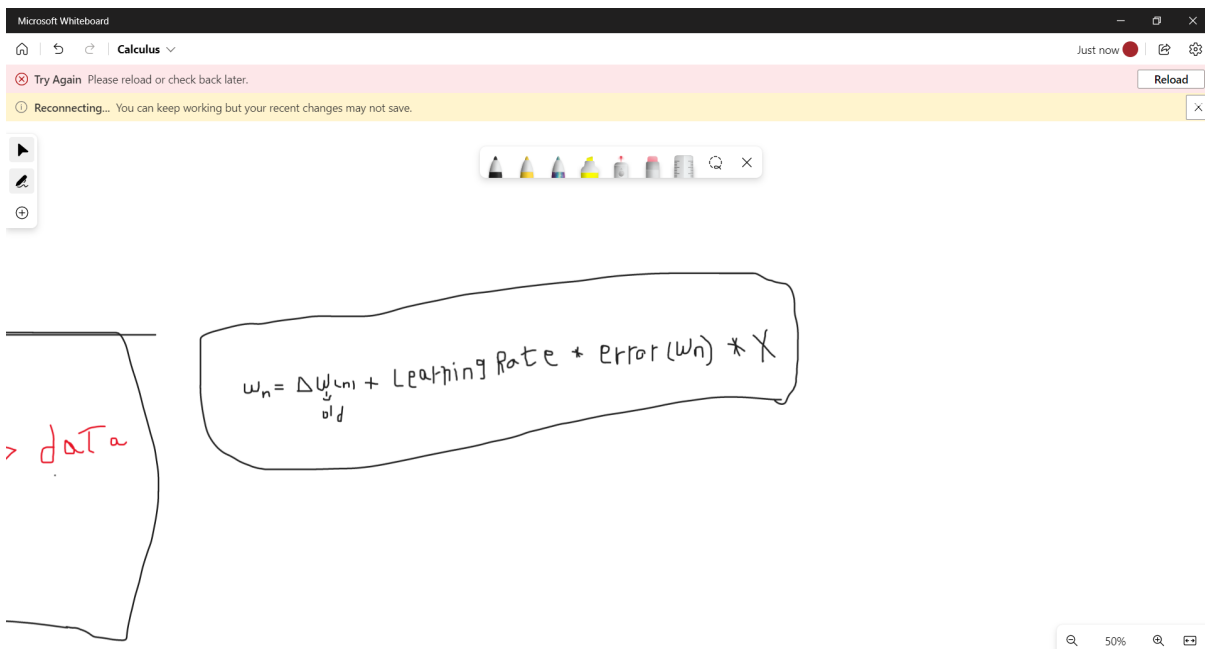 Microsoft Whiteboard
Calculus
Just now
Try Again Please reload or check back later.
Reload
Reconnecting... You can keep working but your recent changes may not save.
wn = Δw(n) + Learning Rate * error(wn) * X
old
> data
50%